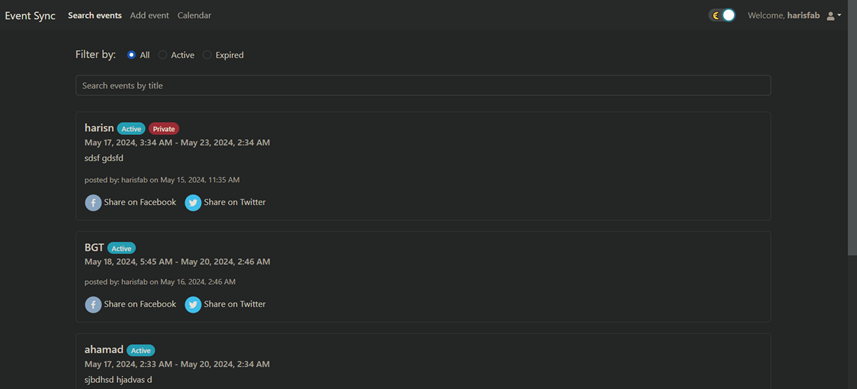 Event Sync Search events Add event Calendar Welcome, harisfab
Filter by: All Active Expired
Search events by title
harisn Active Private
May 17, 2024, 3:34 AM - May 23, 2024, 2:34 AM
sdsf gdsfd
posted by: harisfab on May 15, 2024, 11:35 AM
Share on Facebook Share on Twitter
BGT Active
May 18, 2024, 5:45 AM - May 20, 2024, 2:46 AM
posted by: harisfab on May 16, 2024, 2:46 AM
Share on Facebook Share on Twitter
ahamad Active
May 17, 2024, 2:33 AM - May 20, 2024, 2:34 AM
sjbdhsd hjadvas d